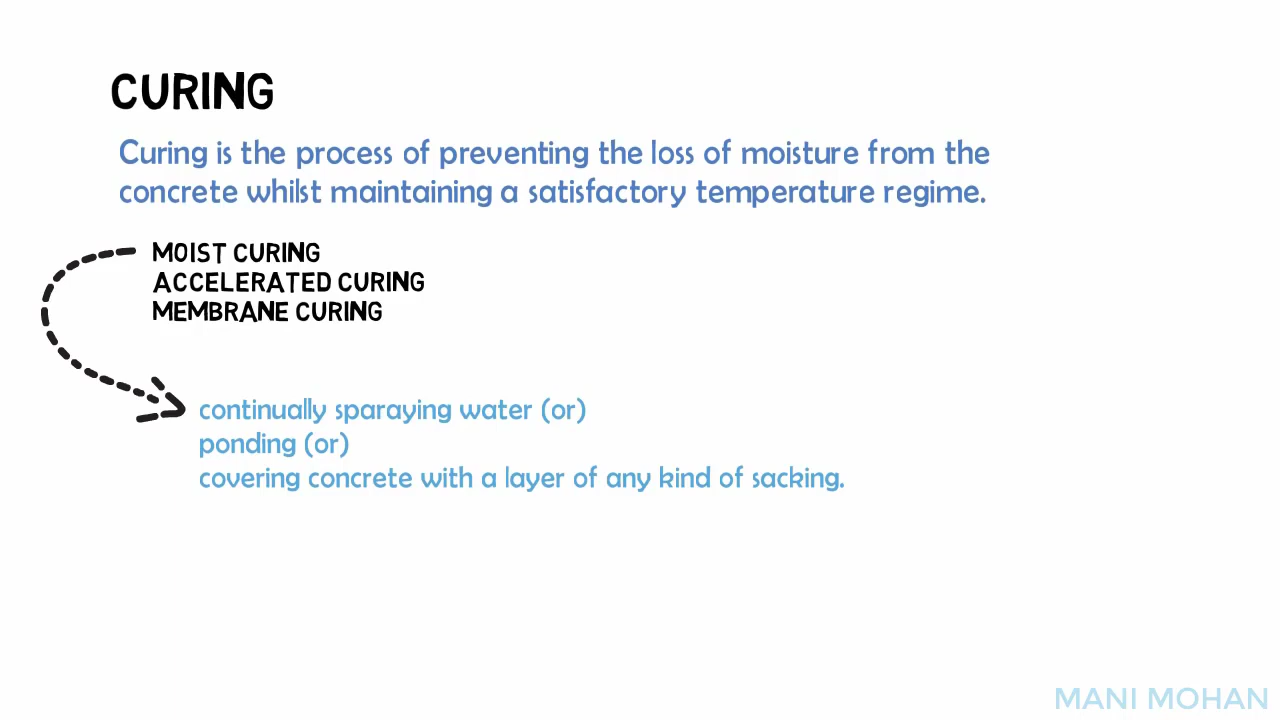 CURING
Curing is the process of preventing the loss of moisture from the
concrete whilst maintaining a satisfactory temperature regime.
MOIST CURING
ACCELERATED CURING
MEMBRANE CURING
continually sparaying water (or)
ponding (or)
covering concrete with a layer of any kind of sacking.
MANI MOHAN